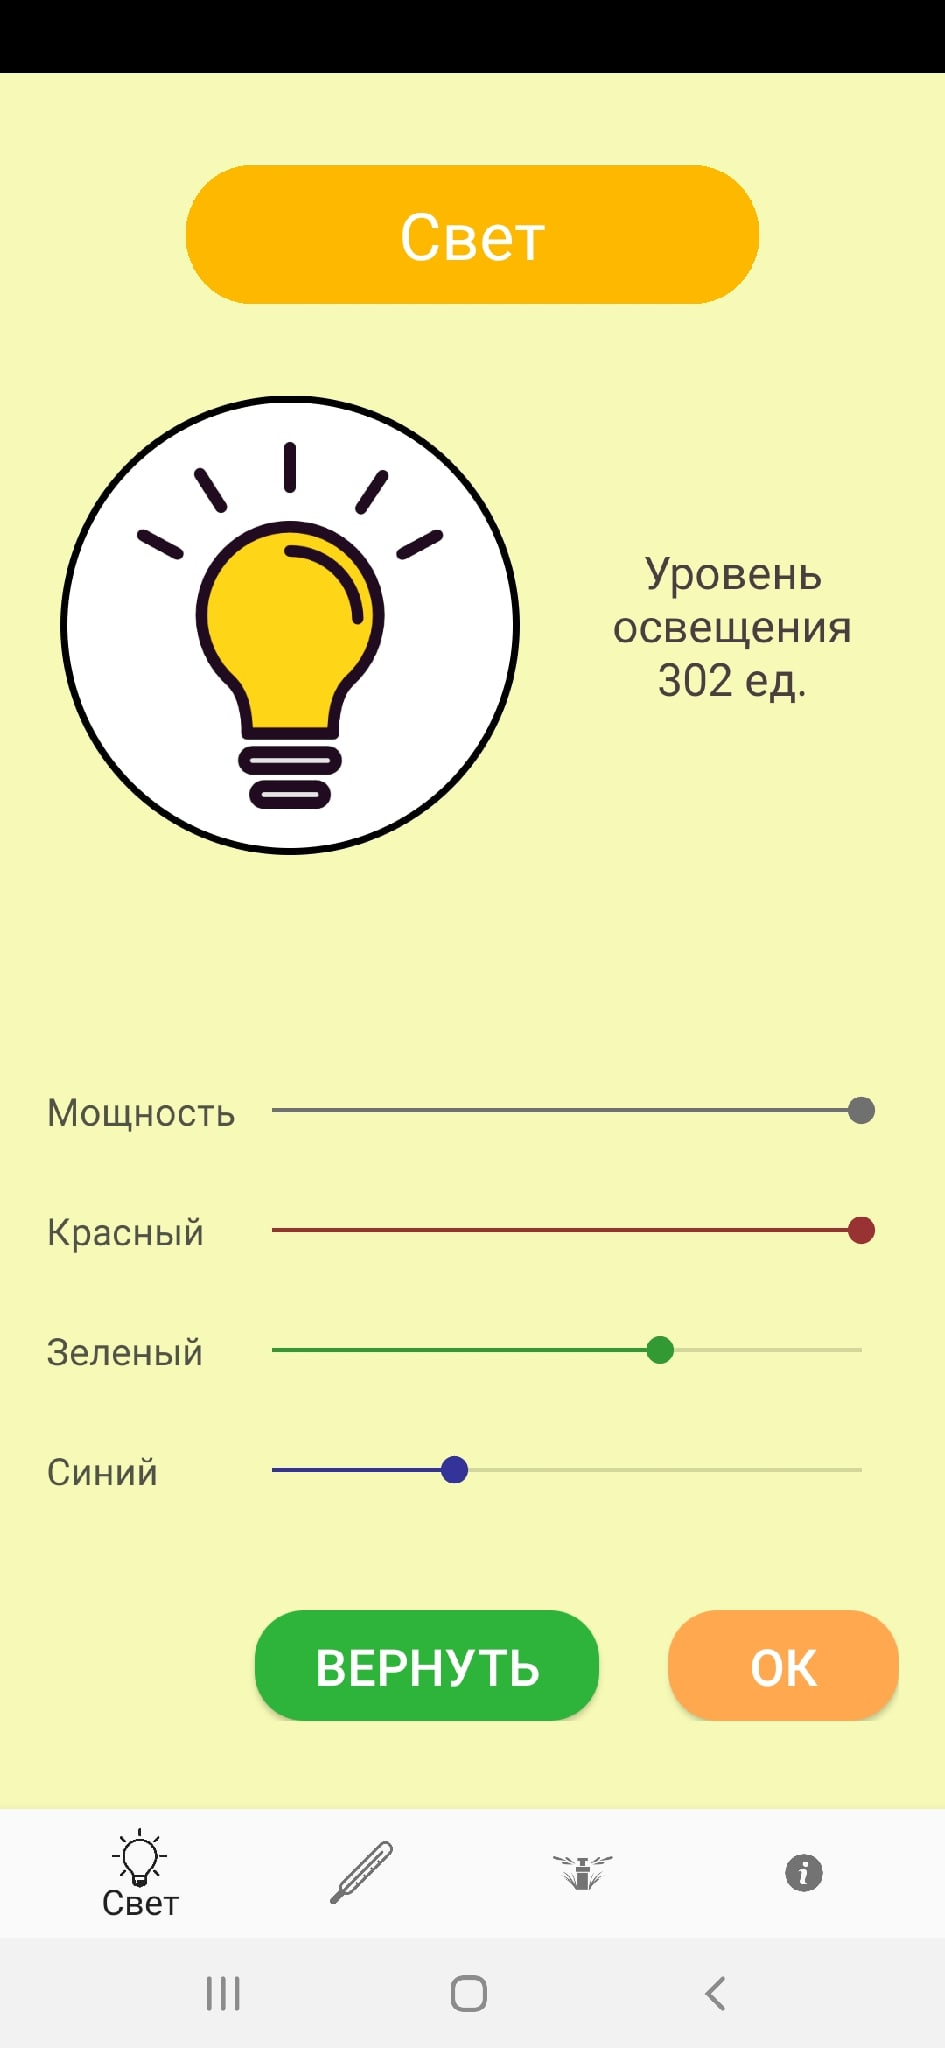 Свет
Уровень
освещения
302 ед.
Мощность
Красный
Зеленый
Синий
ВЕРНУТЬ
ОК
Свет